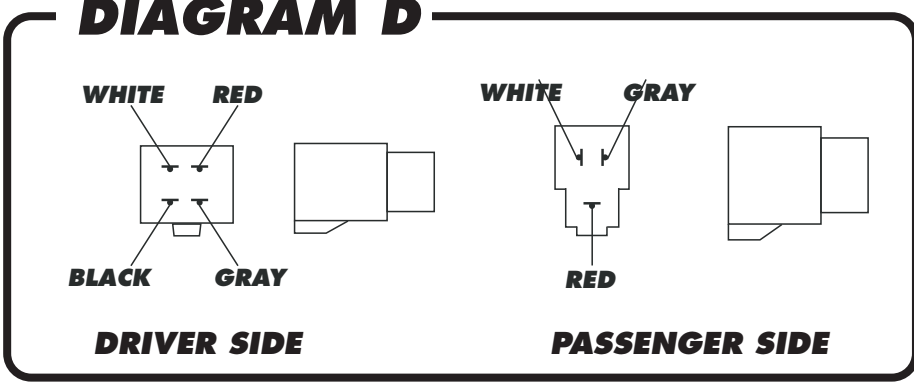 DIAGRAM D
WHITE RED
BLACK GRAY
DRIVER SIDE
WHITE GRAY
RED
PASSENGER SIDE